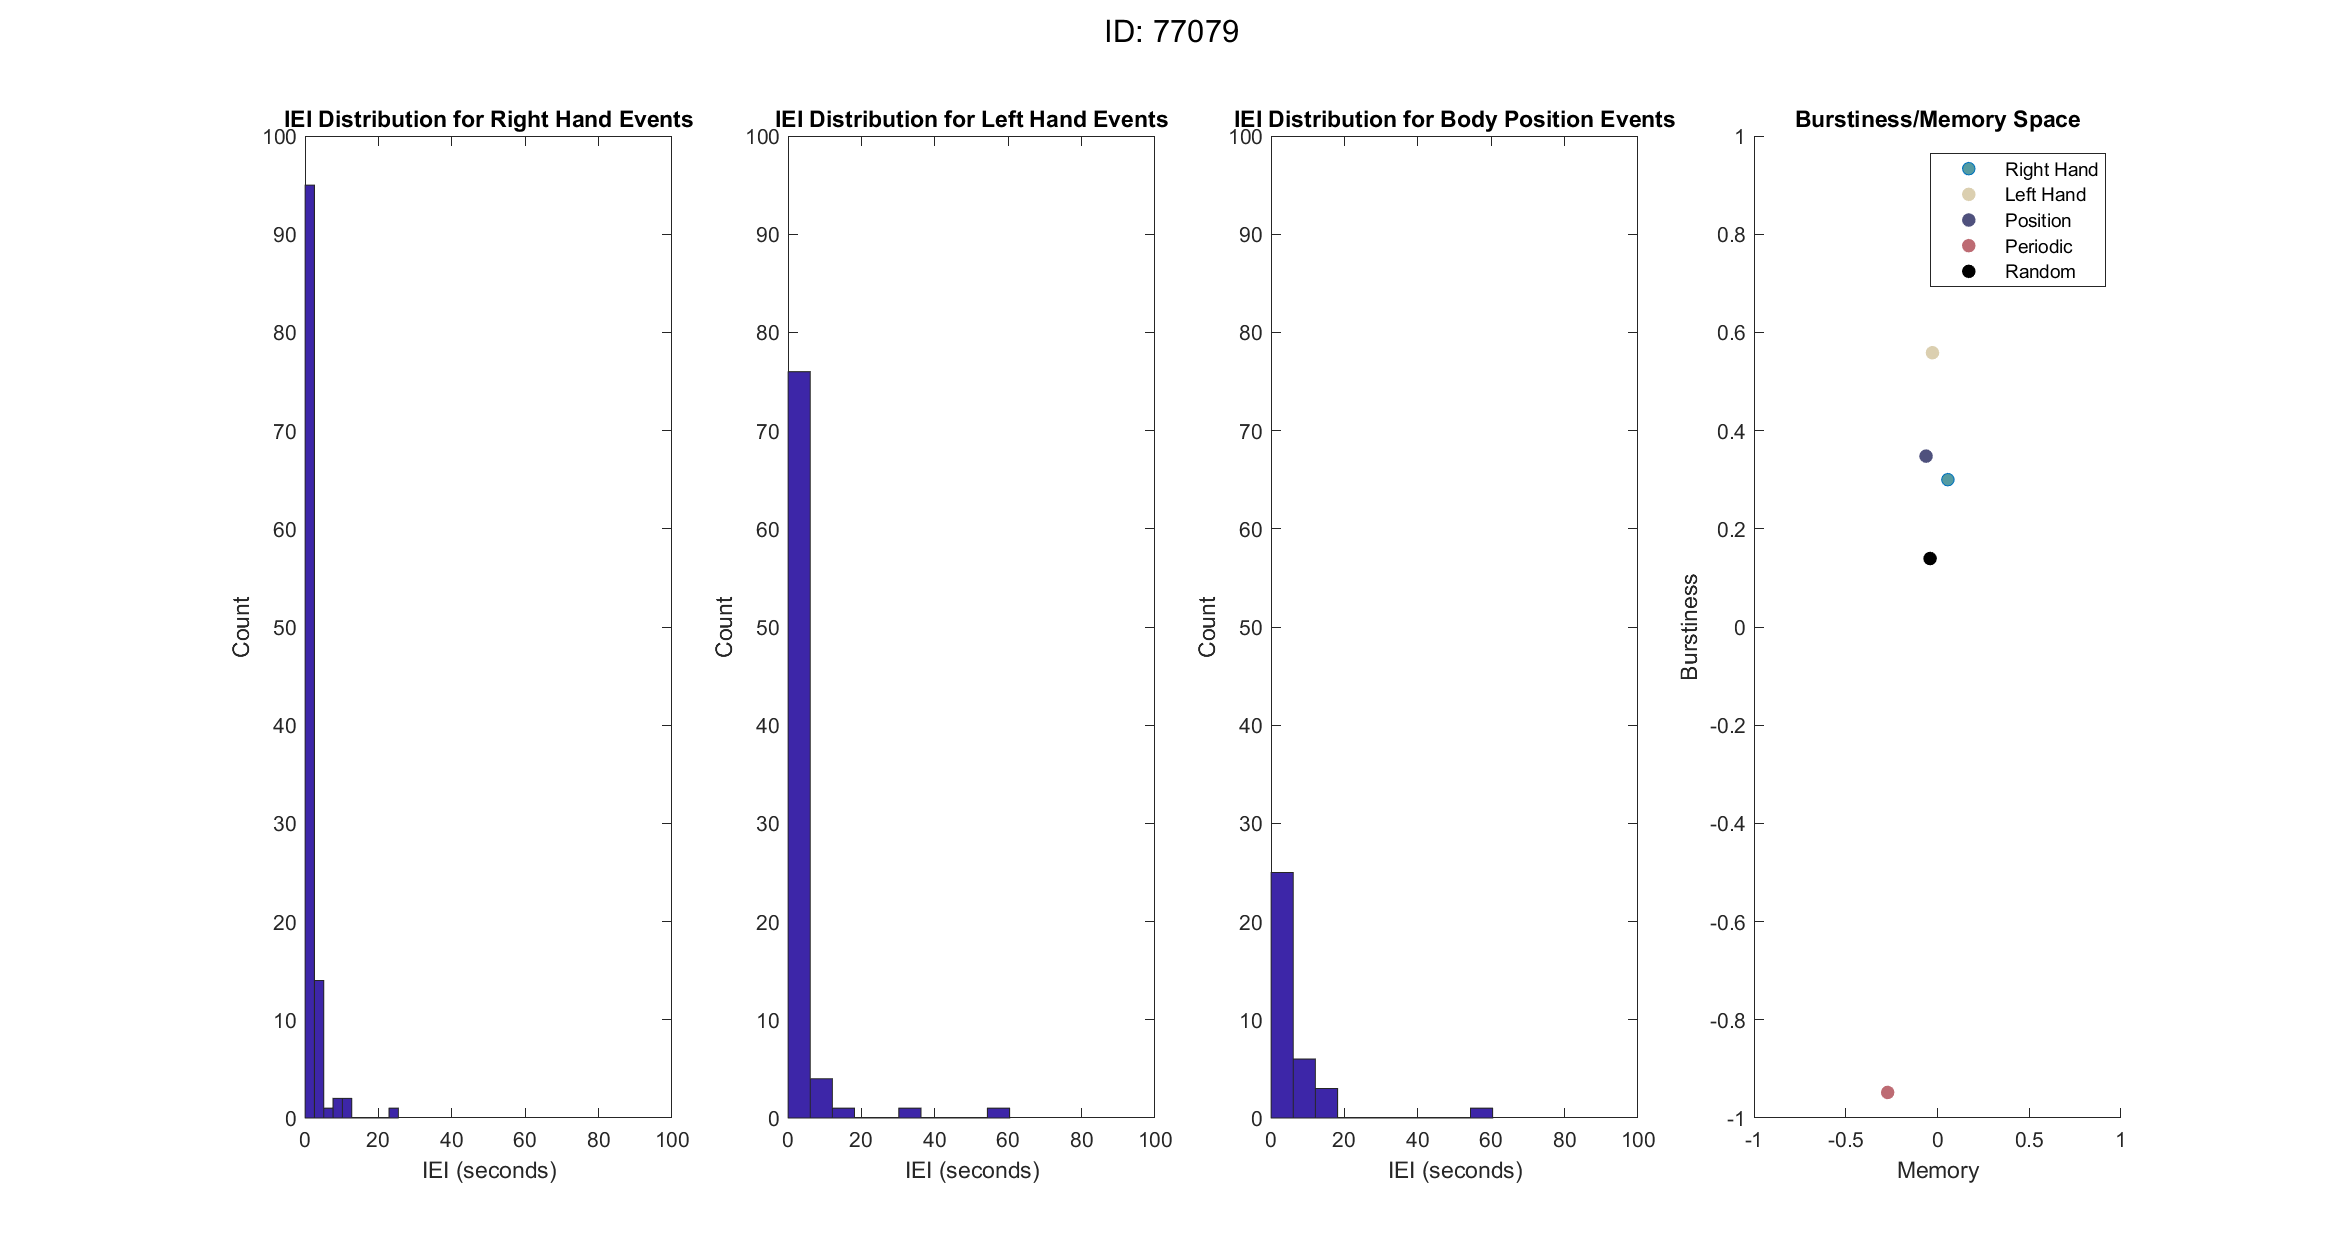 ID: 77079
IEI Distribution for Right Hand Events
100
90
80
70
60
50
40
30
20
10
0
Count
0 20 40 60 80 100
IEI (seconds)
IEI Distribution for Left Hand Events
100
90
80
70
60
50
40
30
20
10
0
Count
0 20 40 60 80 100
IEI (seconds)
IEI Distribution for Body Position Events
100
90
80
70
60
50
40
30
20
10
0
Count
0 20 40 60 80 100
IEI (seconds)
Burstiness/Memory Space
1
0.8
0.6
0.4
0.2
0
-0.2
-0.4
-0.6
-0.8
-1
Burstiness
Right Hand
Left Hand
Position
Periodic
Random
-1 -0.5 0 0.5 1
Memory